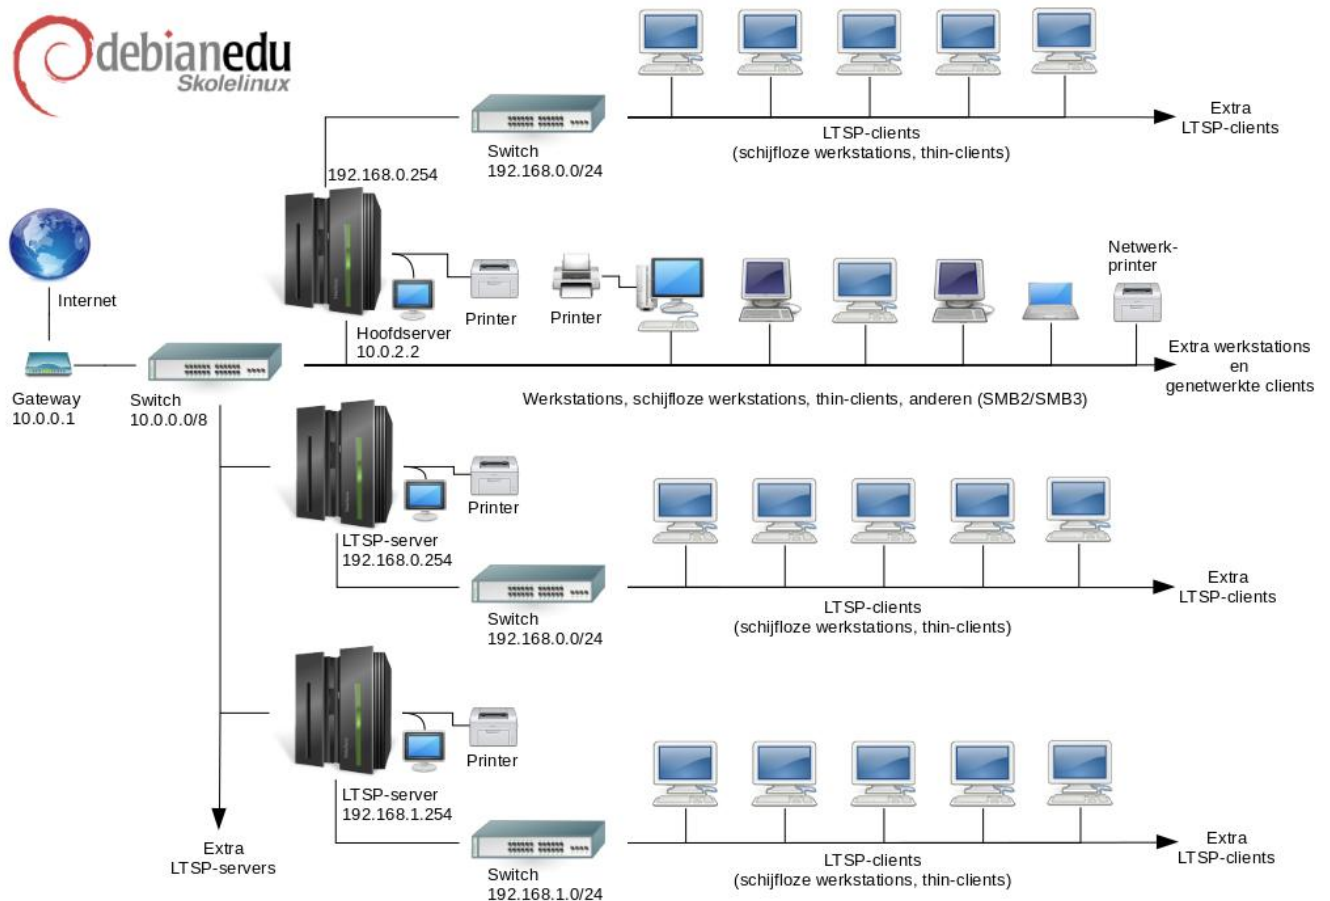 debianedu
Skolelinux
Switch
192.168.0.0/24
LTSP-clients
(schijfloze werkstations, thin-clients)
Extra
LTSP-clients
192.168.0.254
Hoofdserver
10.0.2.2
Printer
Printer
Netwerk-
printer
Internet
Gateway
10.0.0.1
Switch
10.0.0.0/8
Werkstations, schijfloze werkstations, thin-clients, anderen (SMB2/SMB3)
Extra werkstations
en
genetwerkte clients
Printer
LTSP-server
192.168.0.254
Switch
192.168.0.0/24
LTSP-clients
(schijfloze werkstations, thin-clients)
Extra
LTSP-clients
Printer
LTSP-server
192.168.1.254
Switch
192.168.1.0/24
LTSP-clients
(schijfloze werkstations, thin-clients)
Extra
LTSP-clients
Extra
LTSP-servers